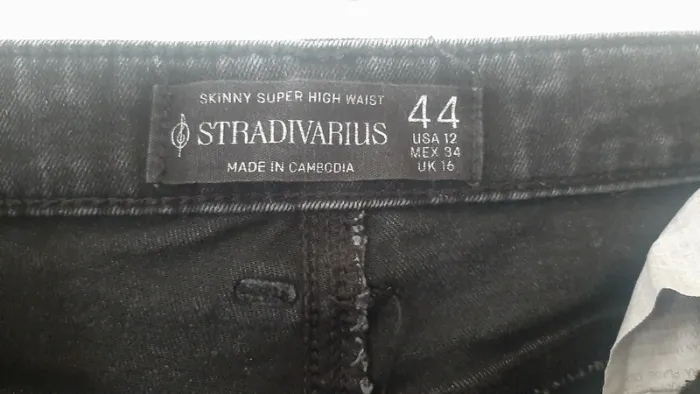 SKINNY SUPER HIGH WAIST
STRADIVARIUS
MADE IN CAMBODIA
44
USA 12
MEX 34
UK 16